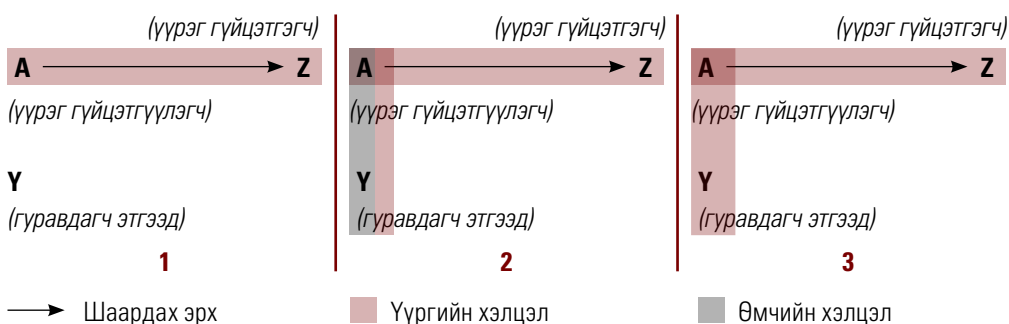 (үүрэг гүйцэтгэгч) (үүрэг гүйцэтгэгч) (үүрэг гүйцэтгэгч)
A Z A Z A Z
(үүрэг гүйцэтгүүлэгч) (үүрэг гүйцэтгүүлэгч) (үүрэг гүйцэтгүүлэгч)
Y Y Y
(гуравдагч этгээд) (гуравдагч этгээд) (гуравдагч этгээд)
1 2 3
Шаардах эрх Үүргийн хэлцэл Өмчийн хэлцэл